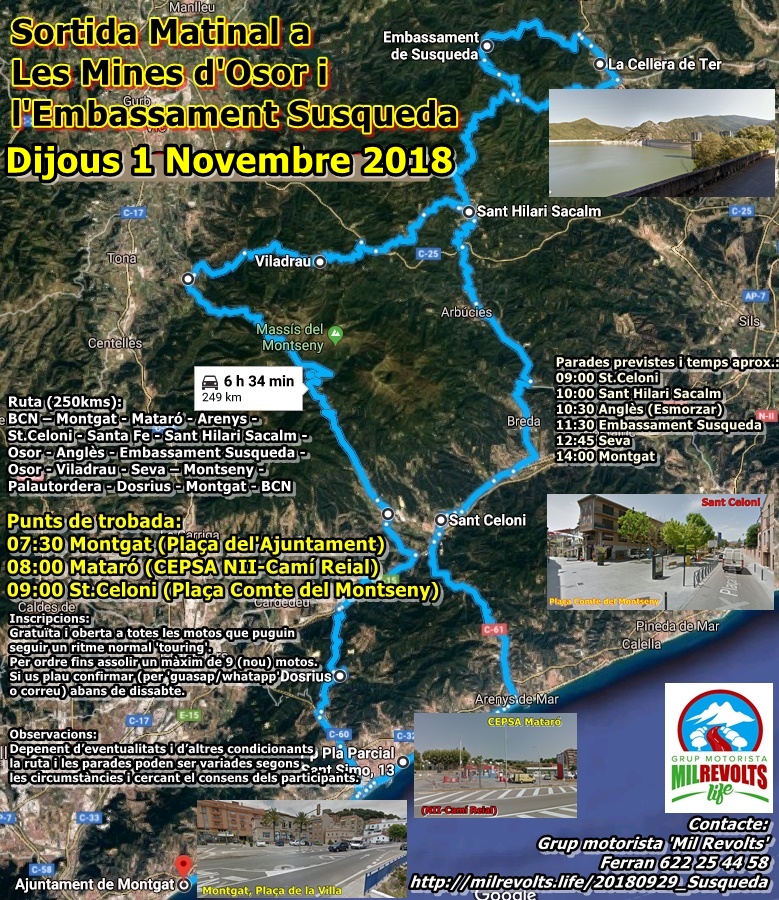 Manlleu
Sortida Matinal a
Les Mines d'Osor i
l'Embassament Susqueda
Dijous 1 Novembre 2018
Gurb
Embassament
de Susqueda
La Cellera de Ter
C-17
Sant Hilari Sacalm
C-25
Tona
Viladrau
C-25
AP-7
Arbúcies
Sils
Massís del
Montseny
Centelles
6 h 34 min
249 km
Parades previstes i temps aprox.:
09:00 St.Celoni
10:00 Sant Hilari Sacalm
10:30 Anglès (Esmorzar)
11:30 Embassament Susqueda
12:45 Seva
14:00 Montgat
N-II
Breda
Ruta (250kms):
BCN – Montgat - Mataró - Arenys -
St.Celoni - Santa Fe - Sant Hilari Sacalm -
Osor - Anglès - Embassament Susqueda -
Osor - Viladrau - Seva – Montseny -
Palautordera - Dosrius - Montgat - BCN
Sant Celoni
Sant Celoni
Plaça Comte del Montseny
Punts de trobada:
07:30 Montgat (Plaça del'Ajuntament)
08:00 Mataró (CEPSA NII-Camí Reial)
09:00 St.Celoni (Plaça Comte del Montseny)
Caldes de
Cardedeu
Inscripcions:
Gratuïta i oberta a totes les motos que puguin
seguir un ritme normal 'touring'.
Per ordre fins assolir un màxim de 9 (nou) motos.
Si us plau confirmar (per 'guasap/whatapp'
o correu) abans de dissabte.
Dosrius
C-61
Pineda de Mar
Calella
Arenys de Mar
C-17
E-15
C-60
C-32
Observacions:
Depenent d'eventualitats i d'altres condicionants
la ruta i les parades poden ser variades segons
les circumstàncies i cercant el consens dels participants.
Pla Parcial
Sant Simo, 13
CEPSA Mataró
(NII-Camí Reial)
GRUP MOTORISTA
MILREVOLTS
life
C-33
C-58
Ajuntament de Montgat
Montgat, Plaça de la Villa
Contacte:
Grup motorista 'Mil Revolts'
Ferran 622 25 44 58
http://milrevolts.life/20180929_Susqueda
Google